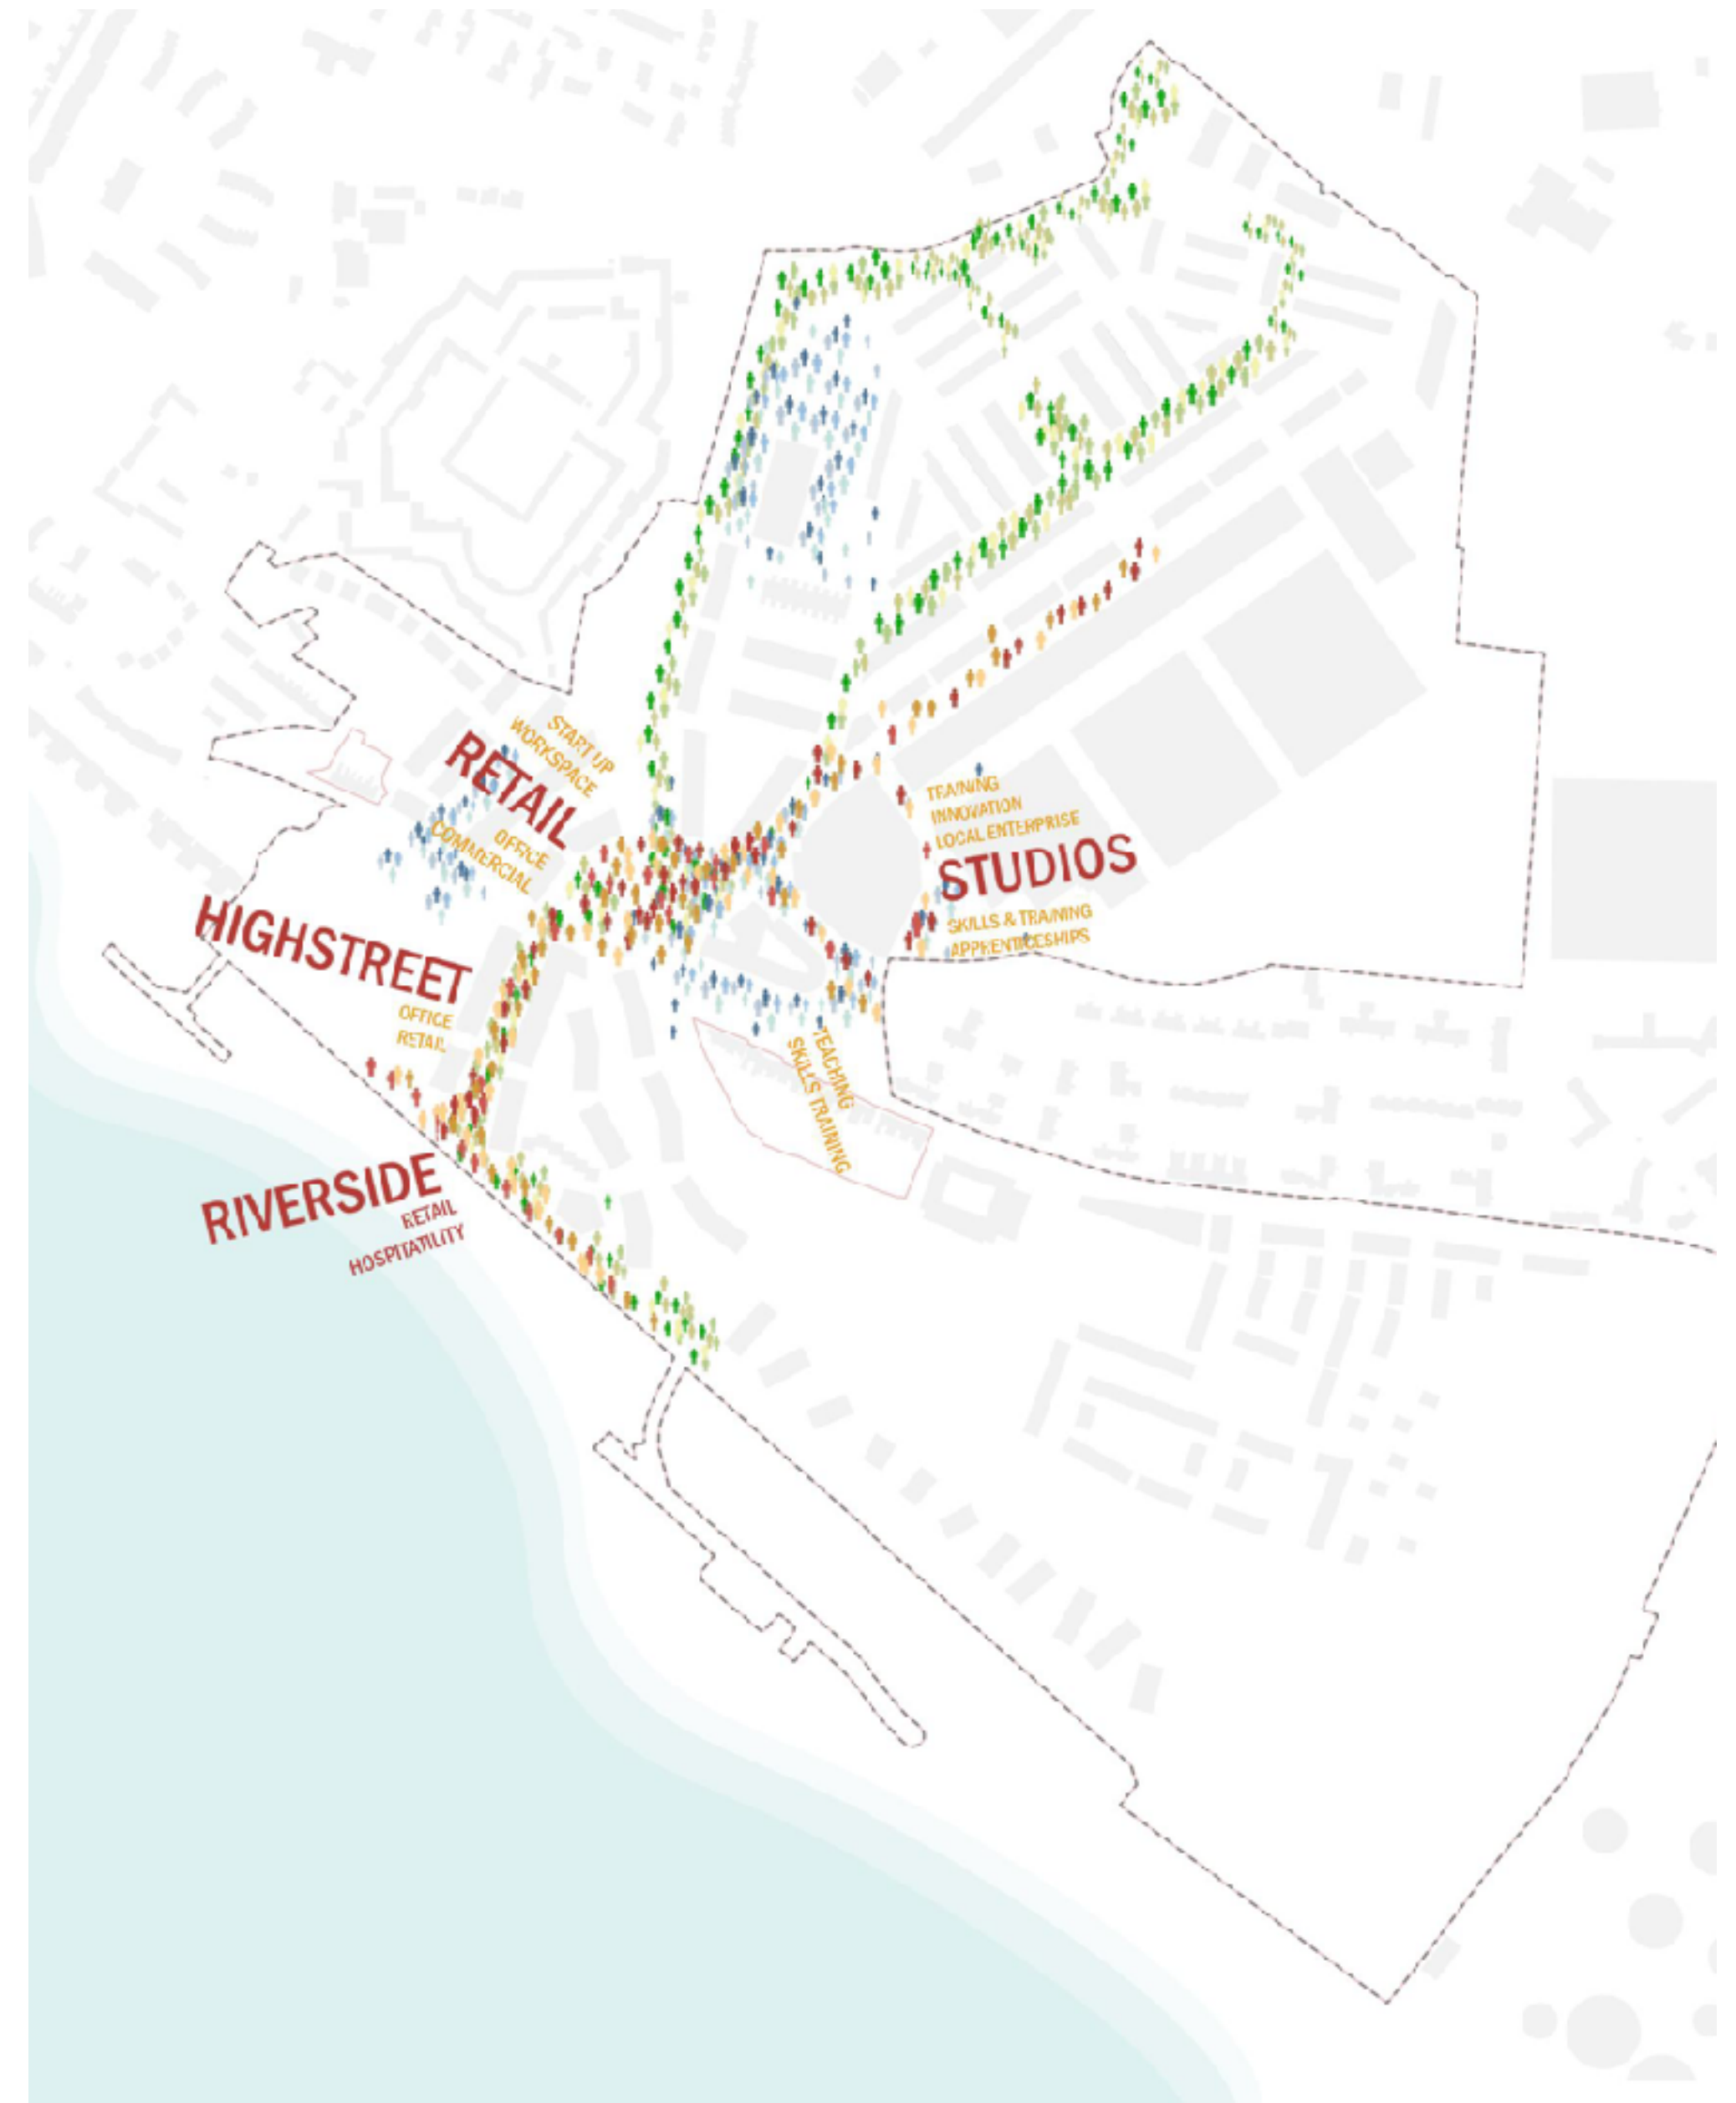 START UP
WORKSPACE
RETAIL
OFFICE
COMMERCIAL
TRAINING
INNOVATION
LOCAL ENTERPRISE
STUDIOS
SKILLS & TRAINING
APPRENTICESHIPS
HIGHSTREET
OFFICE
RETAIL
TEACHING
SKILLS TRAINING
RIVERSIDE
RETAIL
HOSPITATILITY